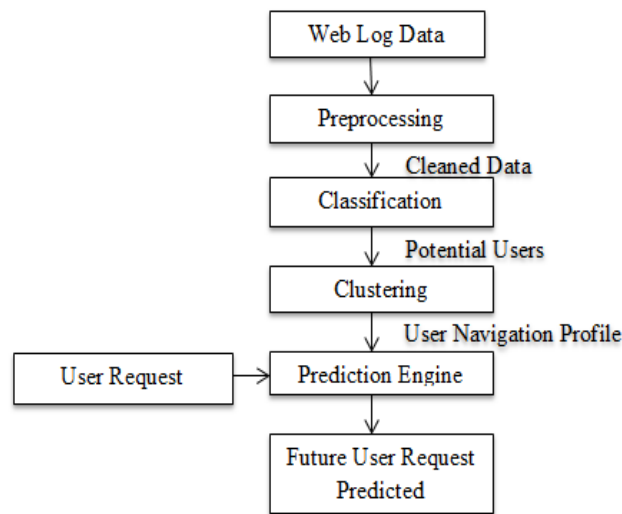 Web Log Data
Preprocessing
Cleaned Data
Classification
Potential Users
Clustering
User Navigation Profile
User Request
Prediction Engine
Future User Request
Predicted